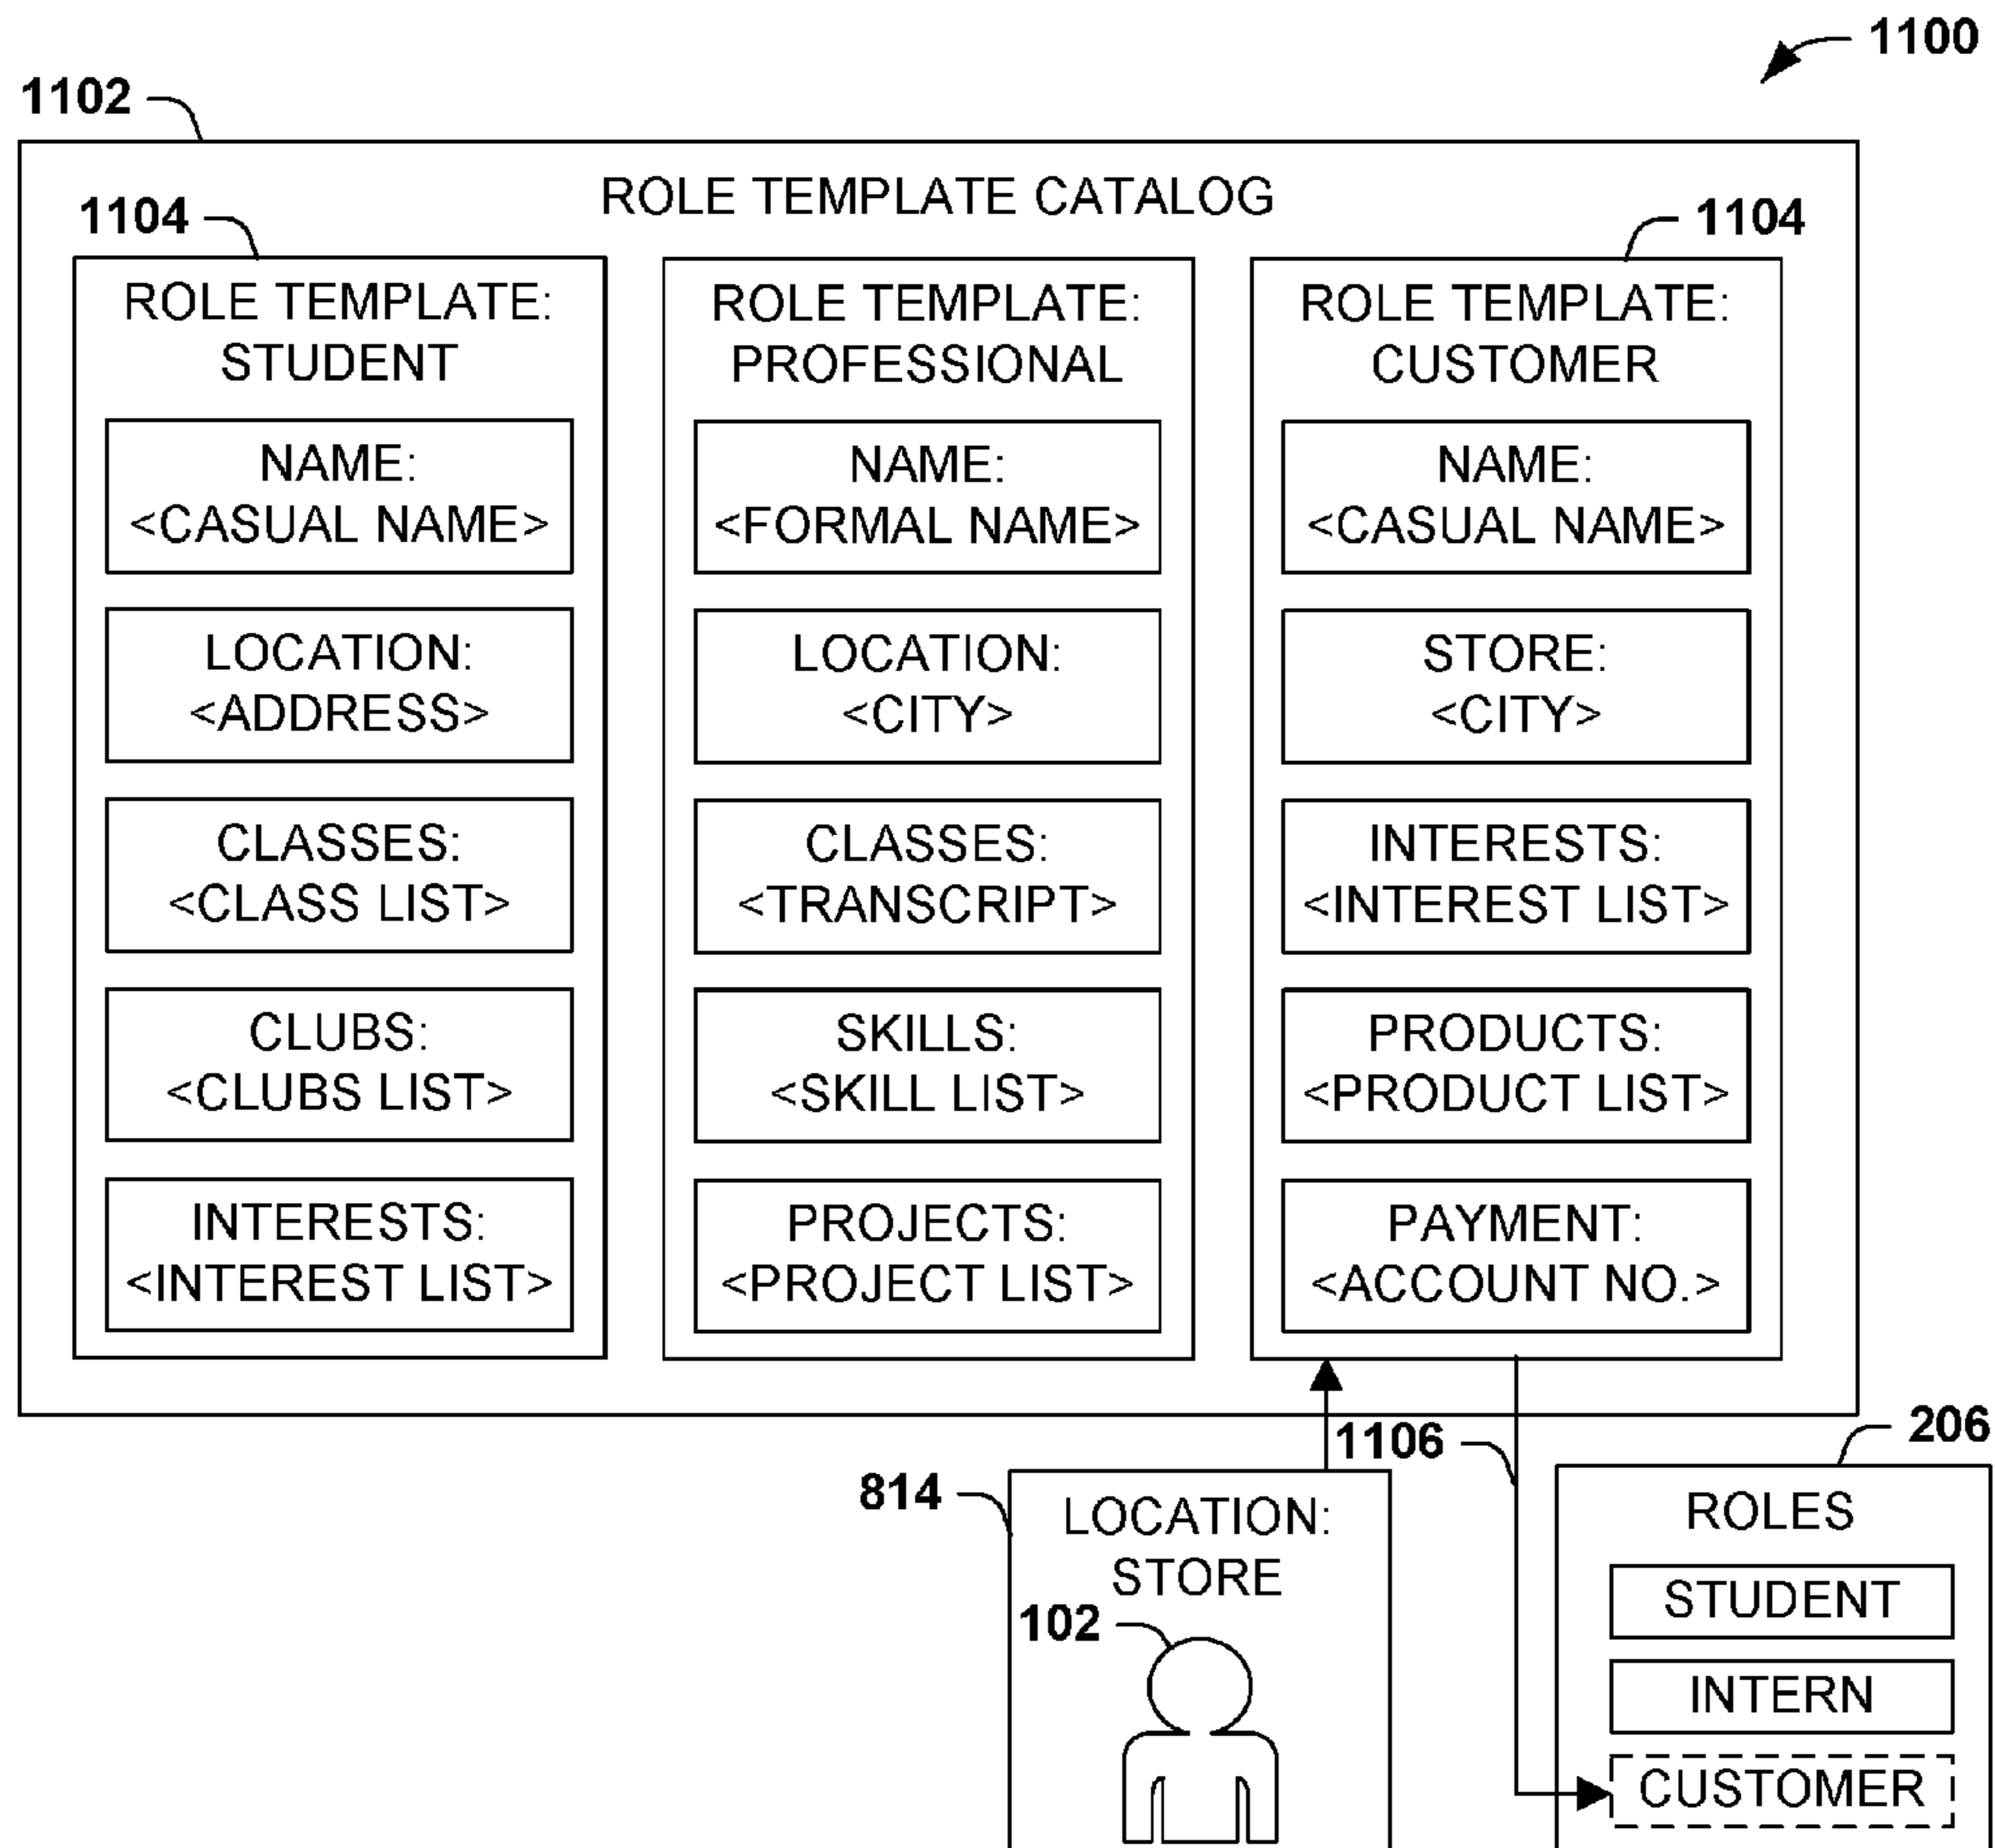 1100
1102
ROLE TEMPLATE CATALOG
1104
1104
ROLE TEMPLATE:
STUDENT
NAME:
<CASUAL NAME>
LOCATION:
<ADDRESS>
CLASSES:
<CLASS LIST>
CLUBS:
<CLUBS LIST>
INTERESTS:
<INTEREST LIST>
ROLE TEMPLATE:
PROFESSIONAL
NAME:
<FORMAL NAME>
LOCATION:
<CITY>
CLASSES:
<TRANSCRIPT>
SKILLS:
<SKILL LIST>
PROJECTS:
<PROJECT LIST>
ROLE TEMPLATE:
CUSTOMER
NAME:
<CASUAL NAME>
STORE:
<CITY>
INTERESTS:
<INTEREST LIST>
PRODUCTS:
<PRODUCT LIST>
PAYMENT:
<ACCOUNT NO.>
1106
206
814
LOCATION:
STORE
102
ROLES
STUDENT
INTERN
CUSTOMER